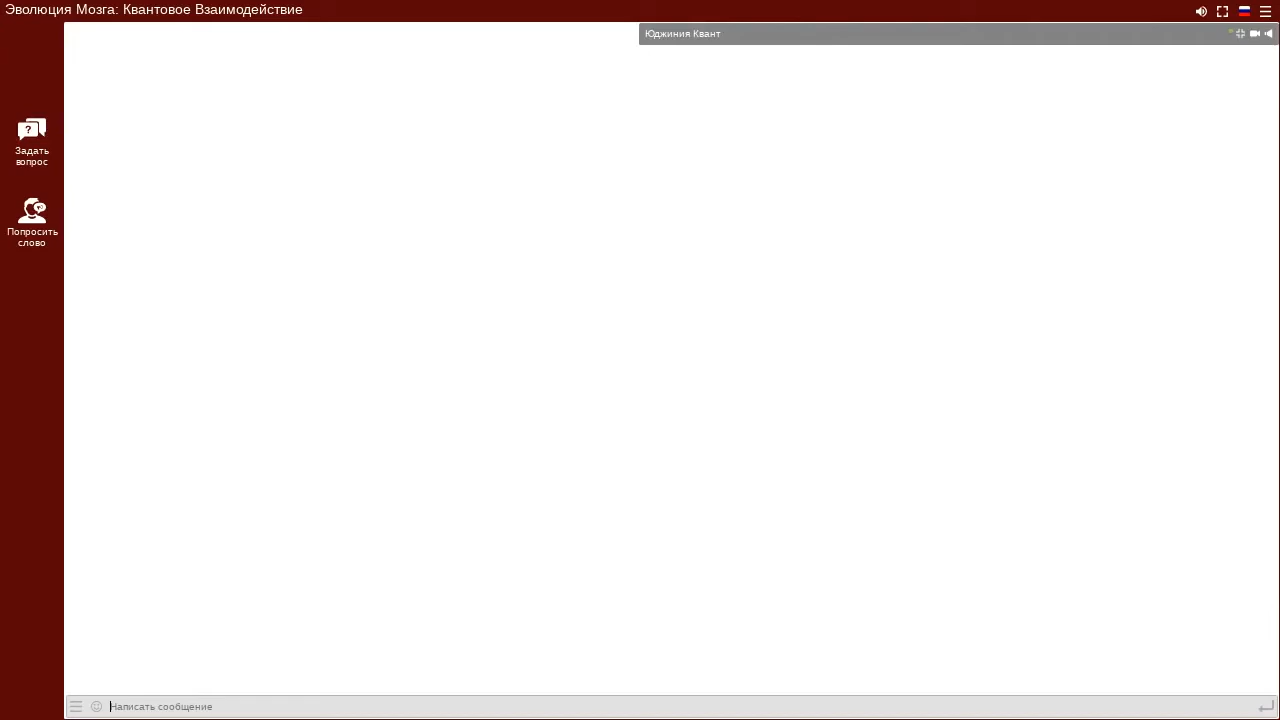 Эволюция Мозга: Квантовое Взаимодействие
Юджиния Квант
Задать
вопрос
Попросить
слово
Написать сообщение